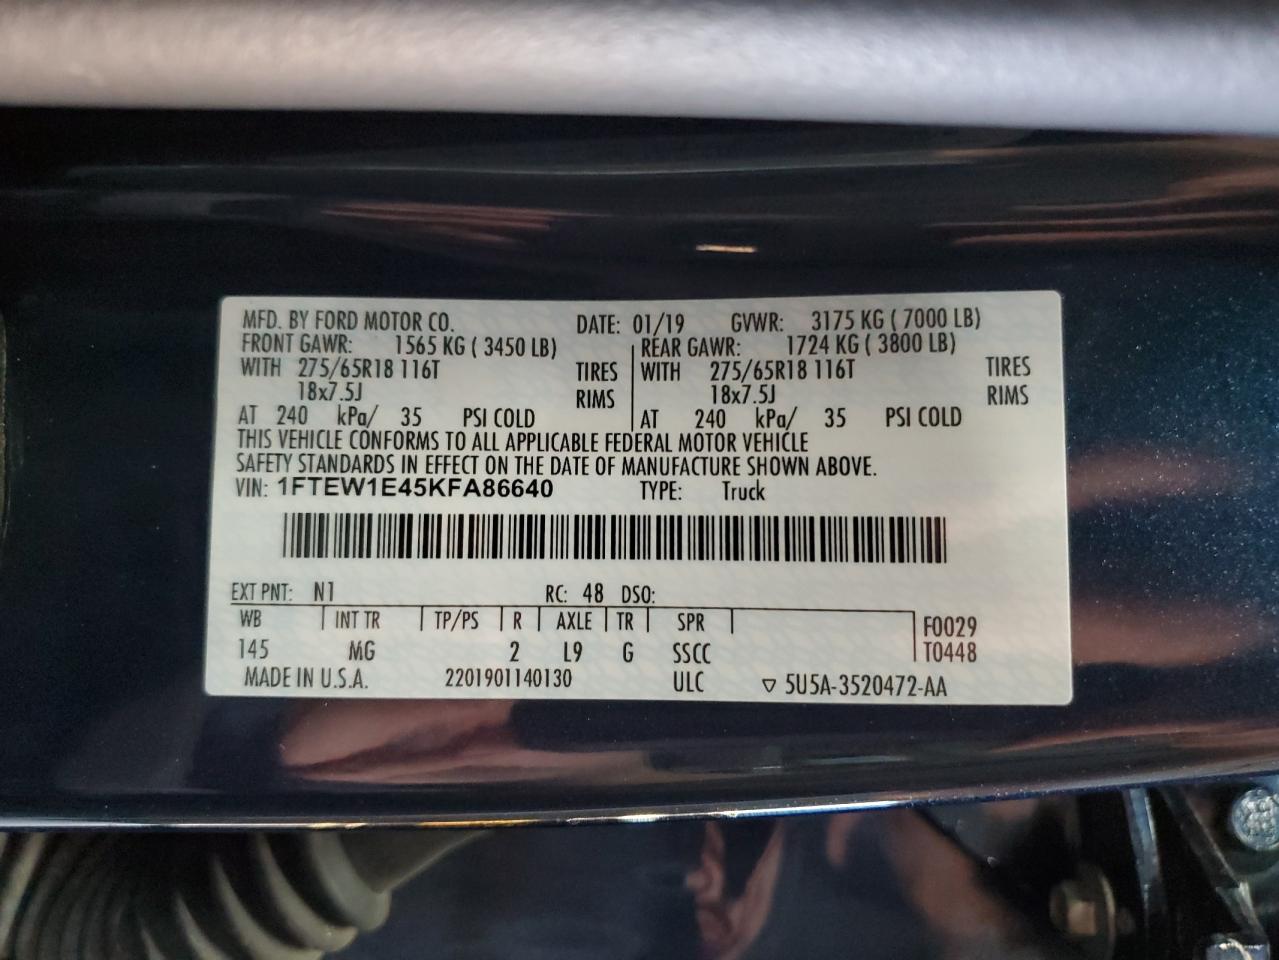 MFD. BY FORD MOTOR CO. DATE: 01/19 GVWR: 3175 KG ( 7000 LB)
FRONT GAWR: 1565 KG ( 3450 LB) REAR GAWR: 1724 KG ( 3800 LB)
WITH 275/65R18 116T TIRES WITH 275/65R18 116T TIRES
18x7.5J RIMS 18x7.5J RIMS
AT 240 kPa/ 35 PSI COLD AT 240 kPa/ 35 PSI COLD
THIS VEHICLE CONFORMS TO ALL APPLICABLE FEDERAL MOTOR VEHICLE
SAFETY STANDARDS IN EFFECT ON THE DATE OF MANUFACTURE SHOWN ABOVE.
VIN: 1FTEW1E45KFA86640 TYPE: Truck
EXT PNT: N1 RC: 48 DSO:
WB INT TR TP/PS R AXLE TR SPR F0029
145 MG 2 L9 G SSCC T0448
MADE IN U.S.A. 2201901140130 ULC ▽ 5U5A-3520472-AA